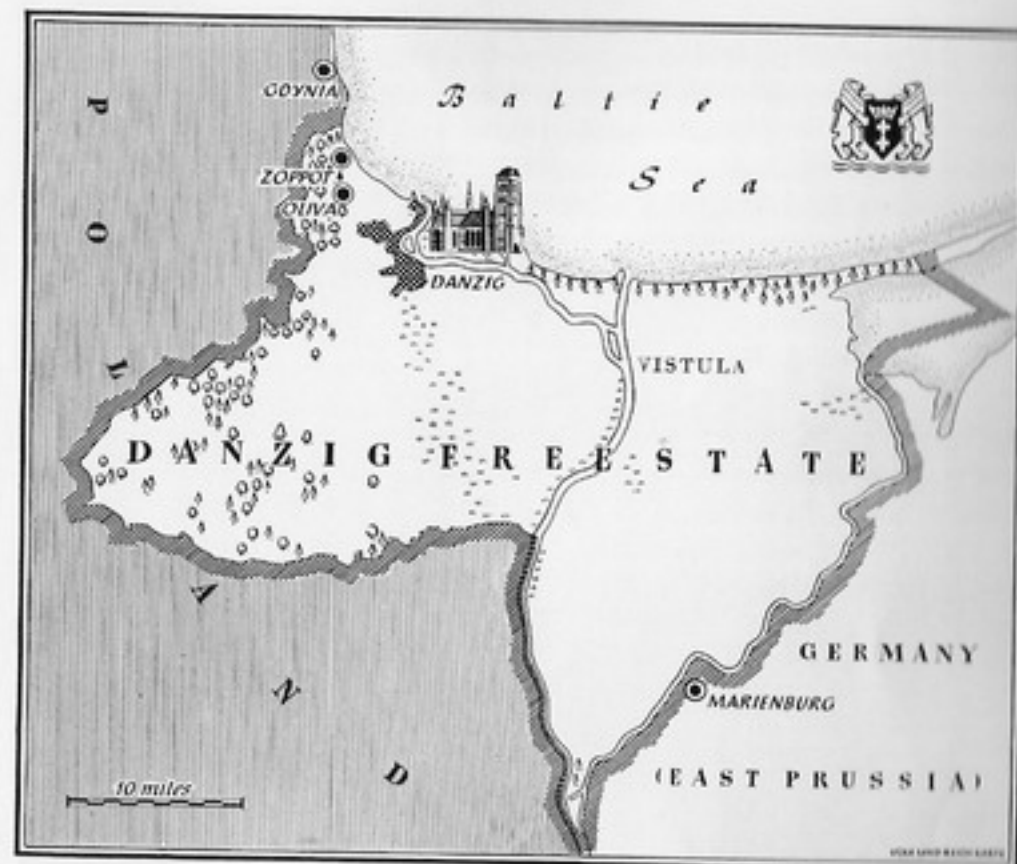 GDYNIA
Baltic
Sea
ZOPPOT
OLIVA
DANZIG
VISTULA
DANZIG FREE STATE
POLAND
GERMANY
MARIENBURG
(EAST PRUSSIA)
10 miles